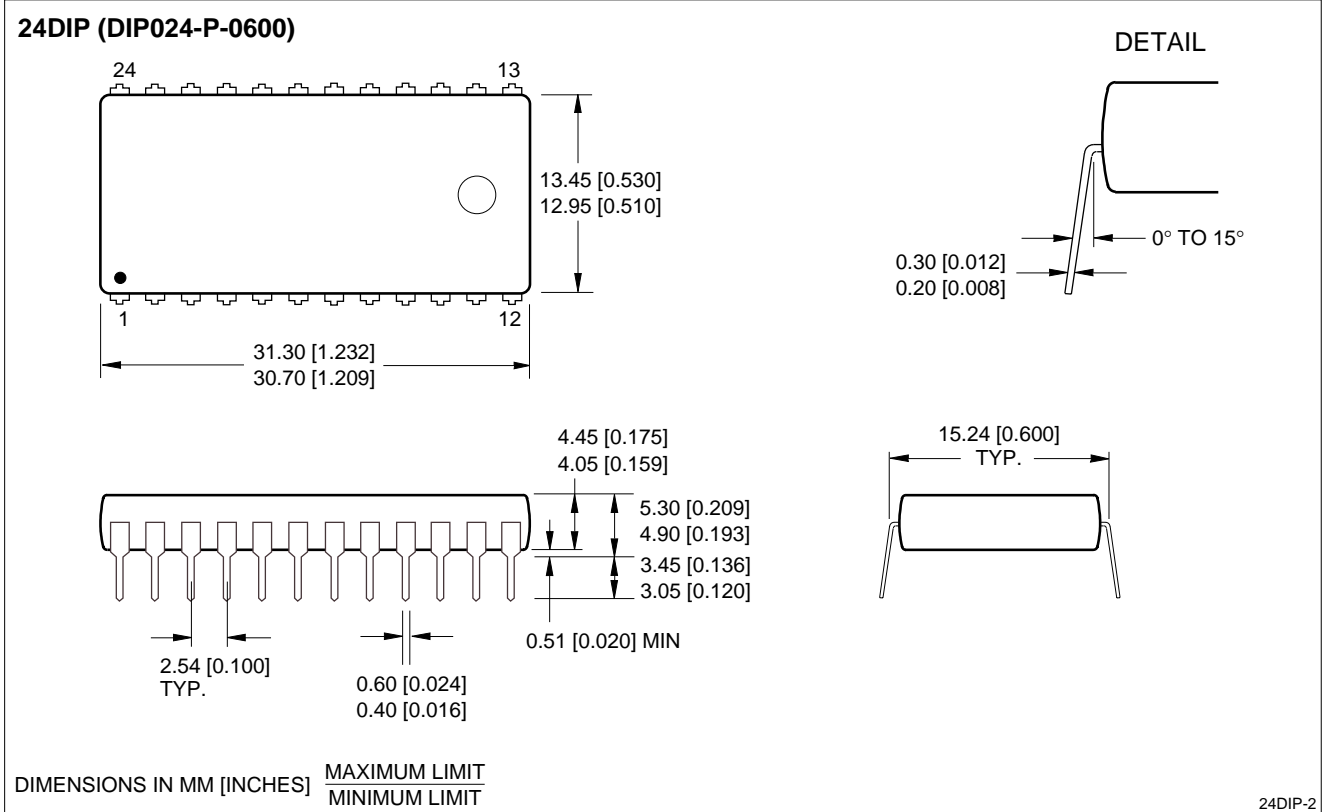 24DIP (DIP024-P-0600)
DETAIL
24
13
13.45 [0.530]
12.95 [0.510]
0° TO 15°
0.30 [0.012]
0.20 [0.008]
1
12
31.30 [1.232]
30.70 [1.209]
4.45 [0.175]
4.05 [0.159]
5.30 [0.209]
4.90 [0.193]
3.45 [0.136]
3.05 [0.120]
0.51 [0.020] MIN
2.54 [0.100]
TYP.
0.60 [0.024]
0.40 [0.016]
15.24 [0.600]
TYP.
DIMENSIONS IN MM [INCHES]
MAXIMUM LIMIT
MINIMUM LIMIT
24DIP-2